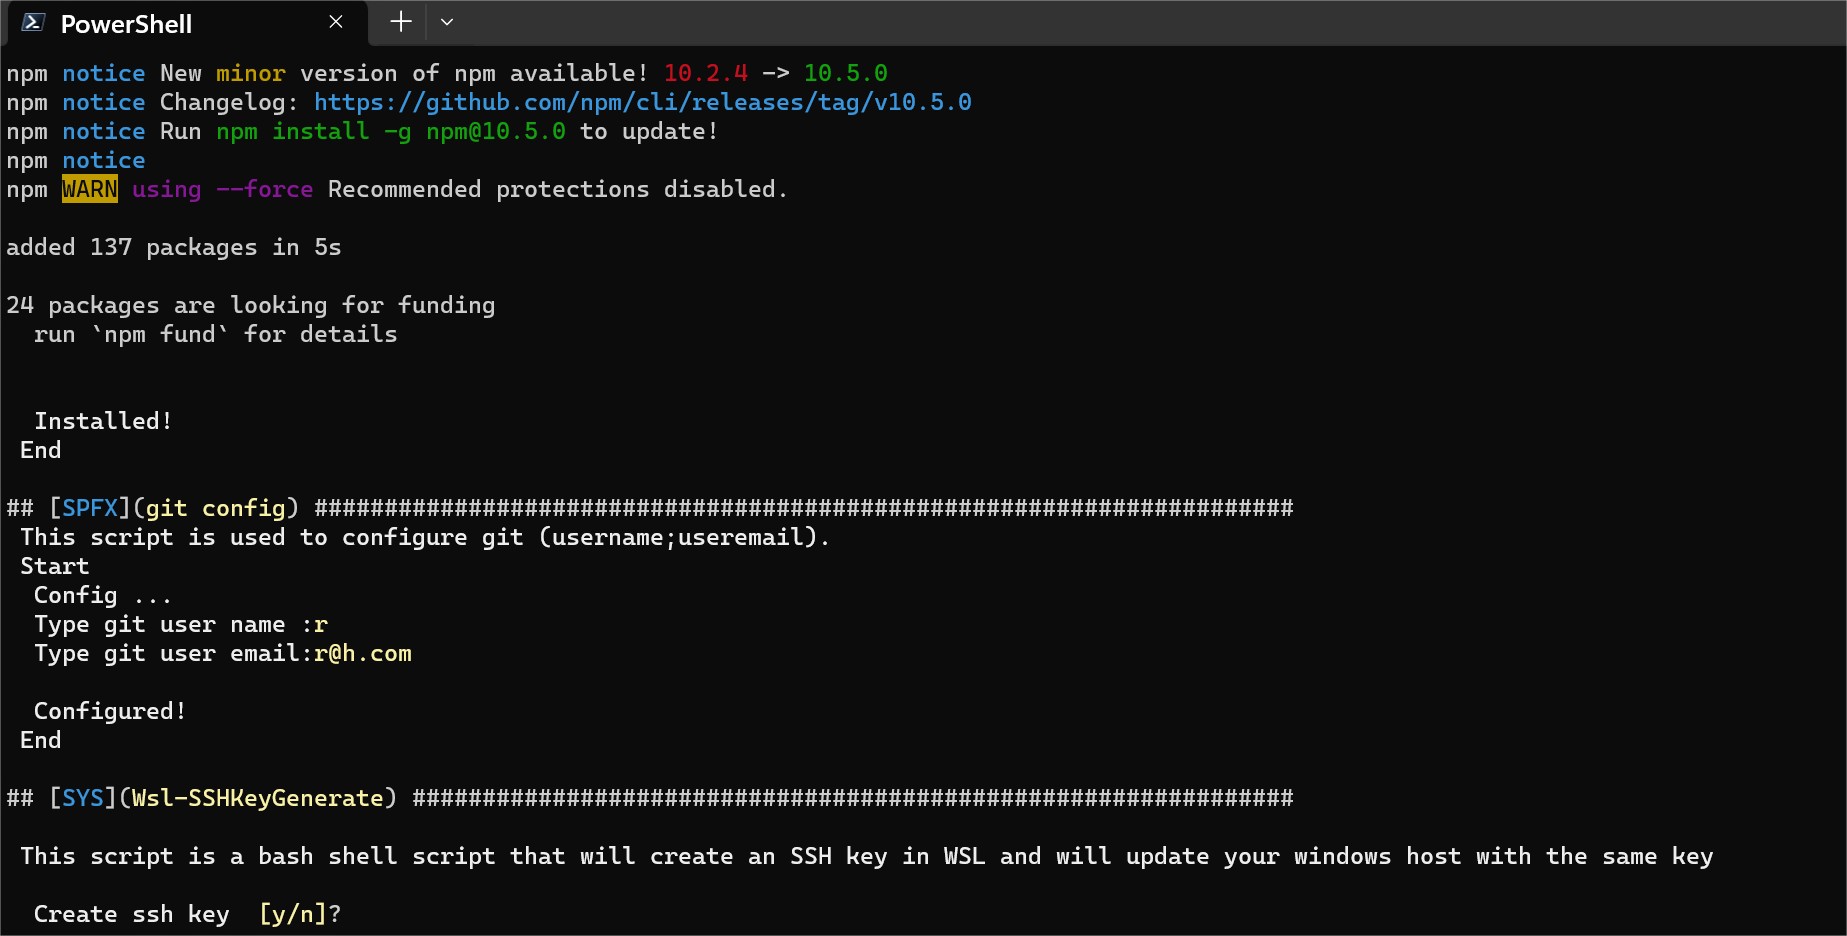 PowerShell
npm notice New minor version of npm available! 10.2.4 -> 10.5.0
npm notice Changelog: https://github.com/npm/cli/releases/tag/v10.5.0
npm notice Run npm install -g npm@10.5.0 to update!
npm notice
npm WARN using --force Recommended protections disabled.
added 137 packages in 5s
24 packages are looking for funding
run `npm fund` for details
Installed!
End
## [SPFX](git config) ######################################################################
This script is used to configure git (username;useremail).
Start
Config ...
Type git user name :r
Type git user email:r@h.com
Configured!
End
## [SYS](Wsl-SSHKeyGenerate) ###############################################################
This script is a bash shell script that will create an SSH key in WSL and will update your windows host with the same key
Create ssh key  [y/n]?